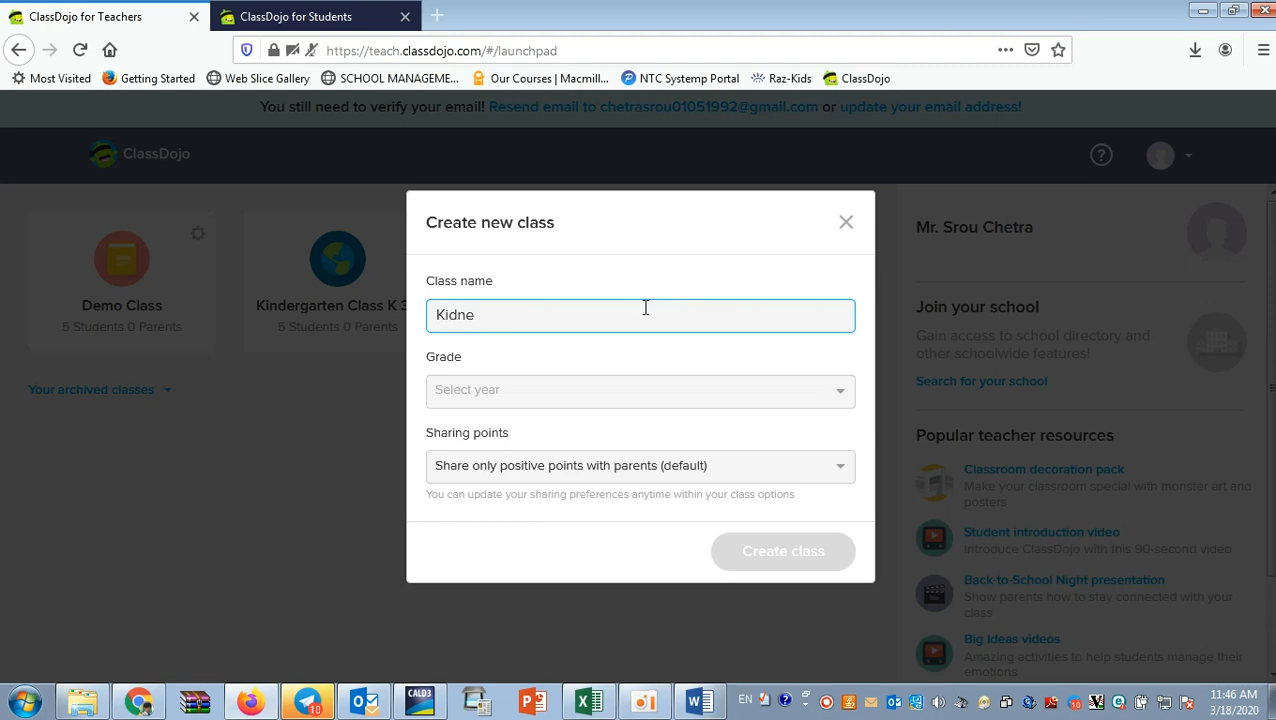 ClassDojo for Teachers
ClassDojo for Students
https://teach.classdojo.com/#/launchpad
Most Visited
Getting Started
Web Slice Gallery
SCHOOL MANAGEME...
Our Courses | Macmill...
NTC Systemp Portal
Raz-Kids
ClassDojo
You still need to verify your email! Resend email to chetrasrou01051992@gmail.com or update your email address!
ClassDojo
Demo Class
5 Students 0 Parents
Kindergarten Class K 3
5 Students 0 Parents
Your archived classes
Create new class
Class name
Kidne
Grade
Select year
Sharing points
Share only positive points with parents (default)
You can update your sharing preferences anytime within your class options
Create class
Mr. Srou Chetra
Join your school
Gain access to school directory and
other schoolwide features!
Search for your school
Popular teacher resources
Classroom decoration pack
Make your classroom special with monster art and
posters
Student introduction video
Introduce ClassDojo with this 90-second video
Back-to-School Night presentation
Show parents how to stay connected with your
class
Big Ideas videos
Amazing activities to help students manage their
emotions
10
CALD3
EN
10
11:46 AM
3/18/2020